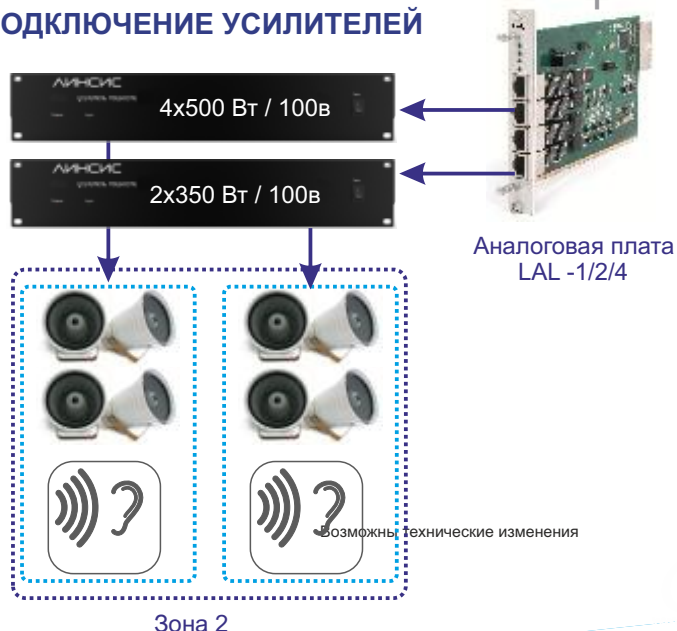 ОДКЛЮЧЕНИЕ УСИЛИТЕЛЕЙ
ЛИНСИС
4x500 Вт / 100в
ЛИНСИС
2x350 Вт / 100в
Аналоговая плата
LAL -1/2/4
Возможны технические изменения
Зона 2